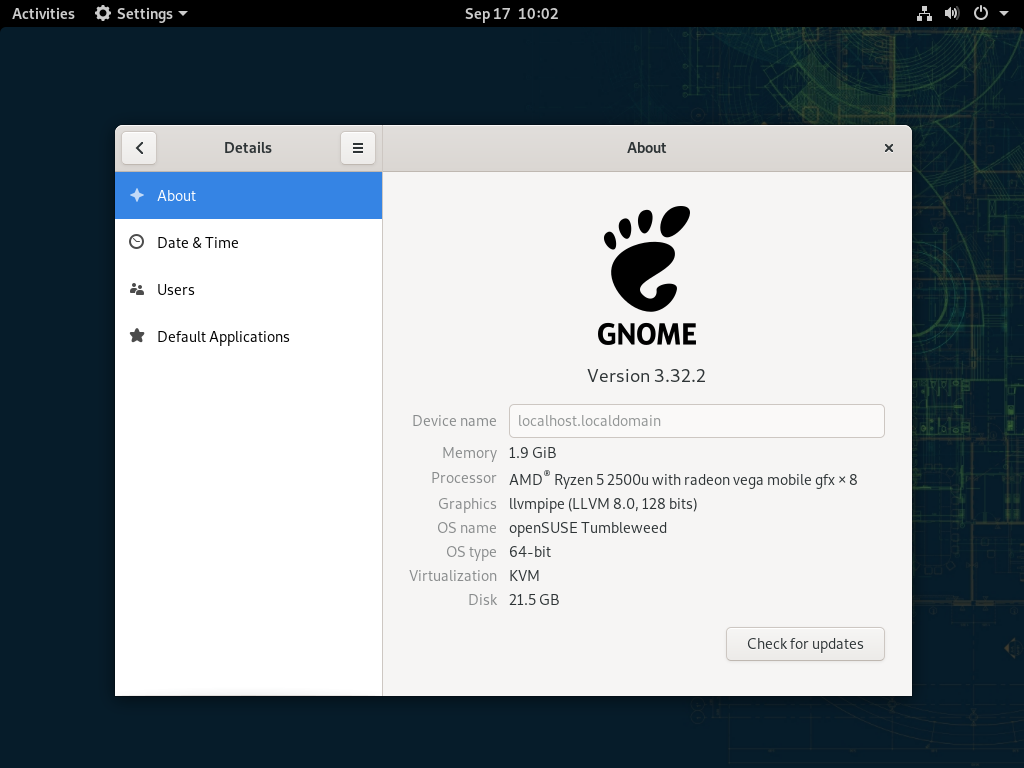 Activities Settings Sep 17 10:02
Details About
About
Date & Time
Users
Default Applications
GNOME
Version 3.32.2
Device name localhost.localdomain
Memory 1.9 GiB
Processor AMD® Ryzen 5 2500u with radeon vega mobile gfx × 8
Graphics llvmpipe (LLVM 8.0, 128 bits)
OS name openSUSE Tumbleweed
OS type 64-bit
Virtualization KVM
Disk 21.5 GB
Check for updates